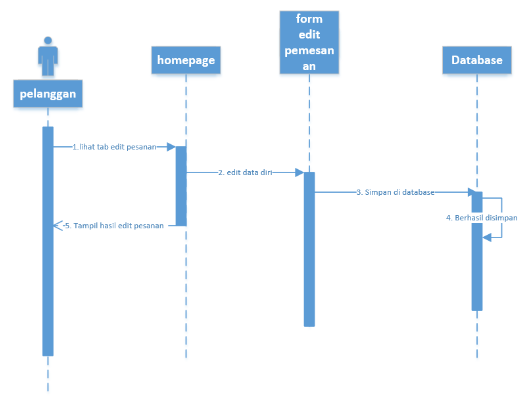 form
edit
pemesan
an
homepage
Database
pelanggan
1.lihat tab edit pesanan
2. edit data diri
3. Simpan di database
4. Berhasil disimpan
5. Tampil hasil edit pesanan